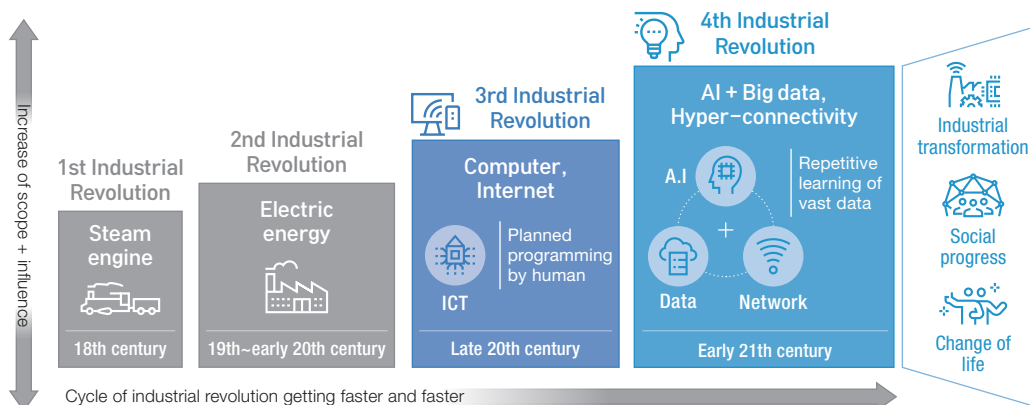 Increase of scope + influence
1st Industrial
Revolution
Steam
engine
18th century
2nd Industrial
Revolution
Electric
energy
19th~early 20th century
3rd Industrial
Revolution
Computer,
Internet
ICT
Planned
programming
by human
Late 20th century
4th Industrial
Revolution
AI + Big data,
Hyper-connectivity
A.I
Repetitive
learning of
vast data
+
Data
Network
Early 21th century
Industrial
transformation
Social
progress
Change of
life
Cycle of industrial revolution getting faster and faster